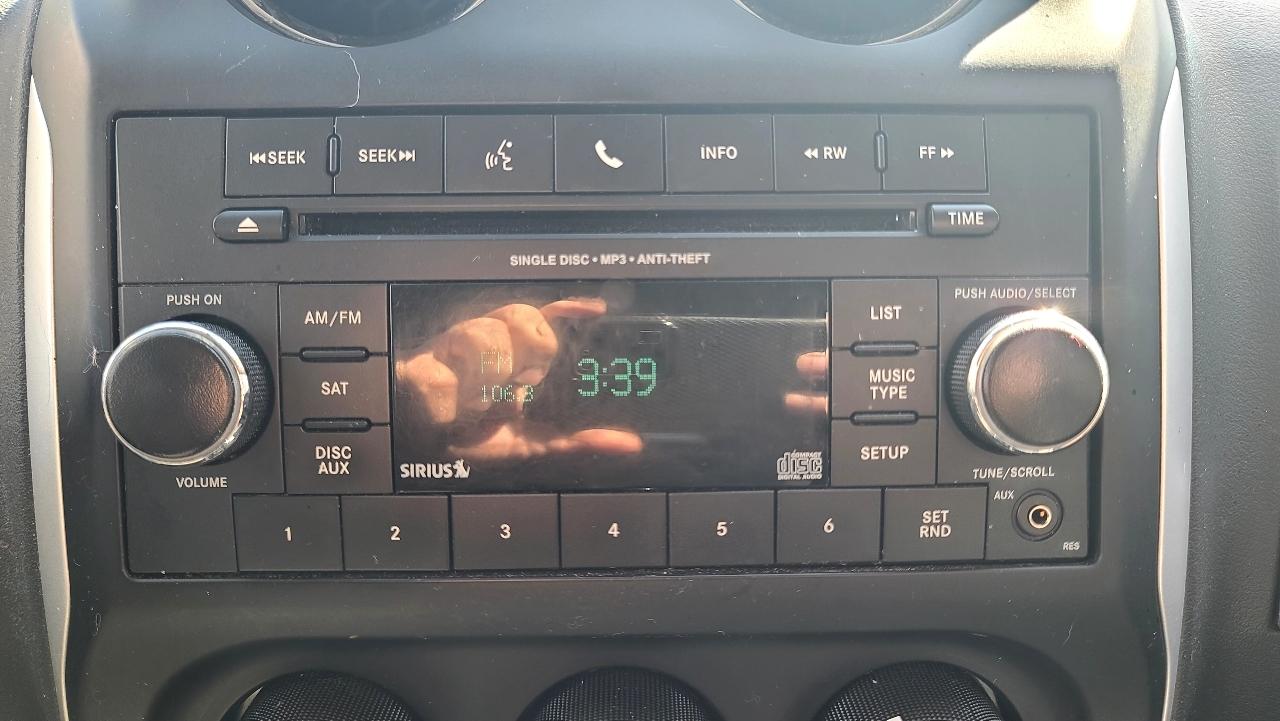 SEEK
SEEK
INFO
RW
FF
TIME
SINGLE DISC • MP3 • ANTI-THEFT
PUSH ON
AM/FM
LIST
PUSH AUDIO/SELECT
FM
3:39
SAT
MUSIC
TYPE
106.3
DISC
AUX
SETUP
SIRIUS
COMPACT
disc
DIGITAL AUDIO
VOLUME
TUNE/SCROLL
1
2
3
4
5
6
SET
RND
AUX
RES